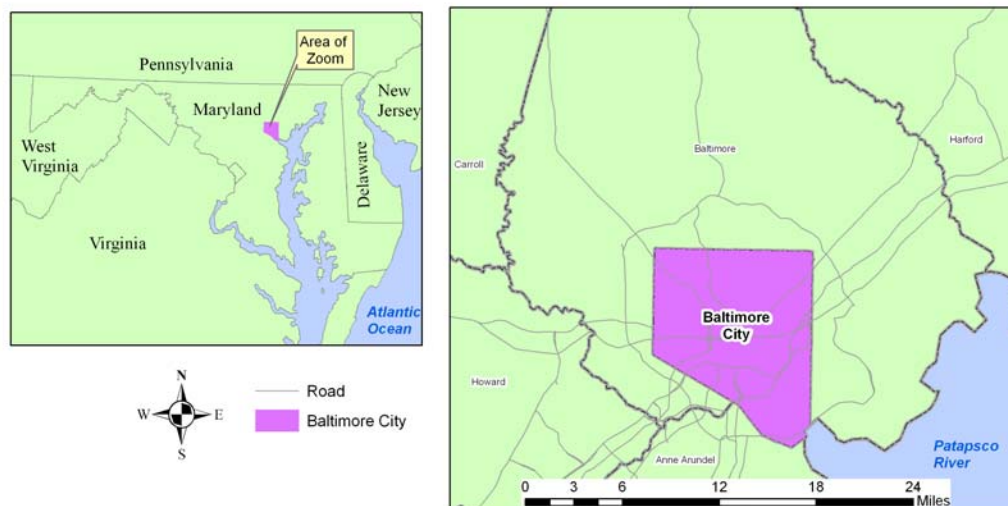 Area of
Zoom
Pennsylvania
New
Jersey
Maryland
West
Virginia
Delaware
Virginia
Atlantic
Ocean
N
W E
S
Road
Baltimore City
Harford
Baltimore
Carroll
Baltimore
City
Howard
Anne Arundel
Patapsco
River
0 3 6 12 18 24
Miles